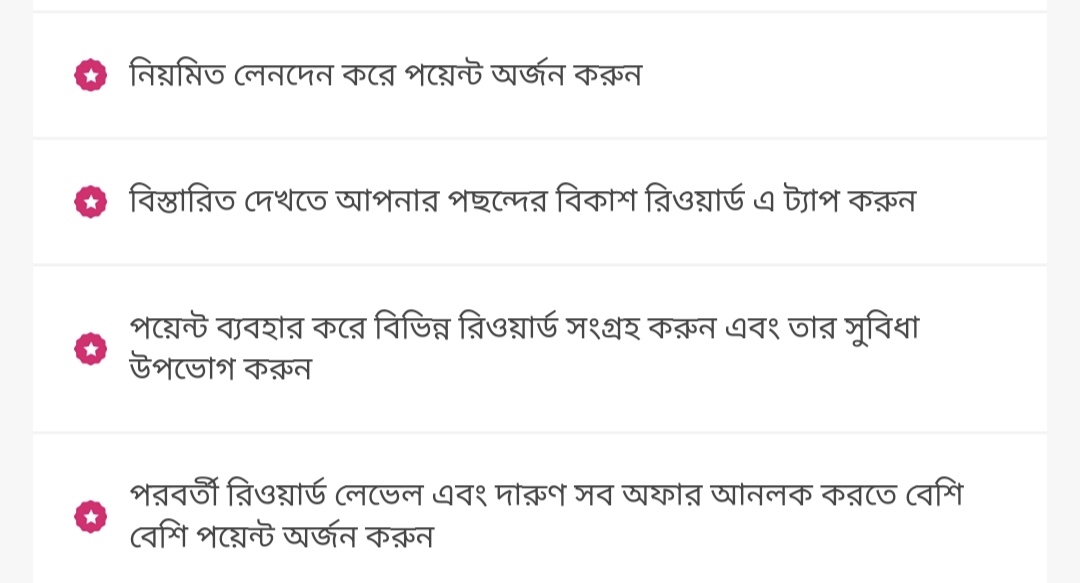 নিয়মিত লেনদেন করে পয়েন্ট অর্জন করুন
বিস্তারিত দেখতে আপনার পছন্দের বিকাশ রিওয়ার্ড এ ট্যাপ করুন
পয়েন্ট ব্যবহার করে বিভিন্ন রিওয়ার্ড সংগ্রহ করুন এবং তার সুবিধা
উপভোগ করুন
পরবর্তী রিওয়ার্ড লেভেল এবং দারুণ সব অফার আনলক করতে বেশি
বেশি পয়েন্ট অর্জন করুন